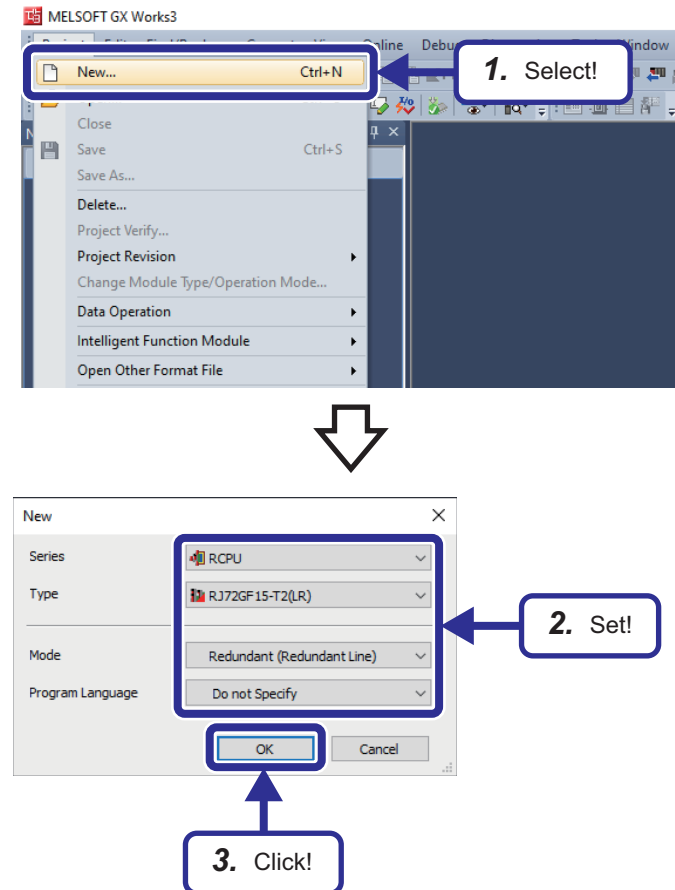 MELSOFT GX Works3
Online
Window
New... Ctrl+N
1. Select!
Close
Save Ctrl+S
Save As...
Delete...
Project Verify...
Project Revision
Change Module Type/Operation Mode...
Data Operation
Intelligent Function Module
Open Other Format File
New
Series RCPU
Type RJ72GF15-T2(LR)
2. Set!
Mode Redundant (Redundant Line)
Program Language Do not Specify
OK Cancel
3. Click!